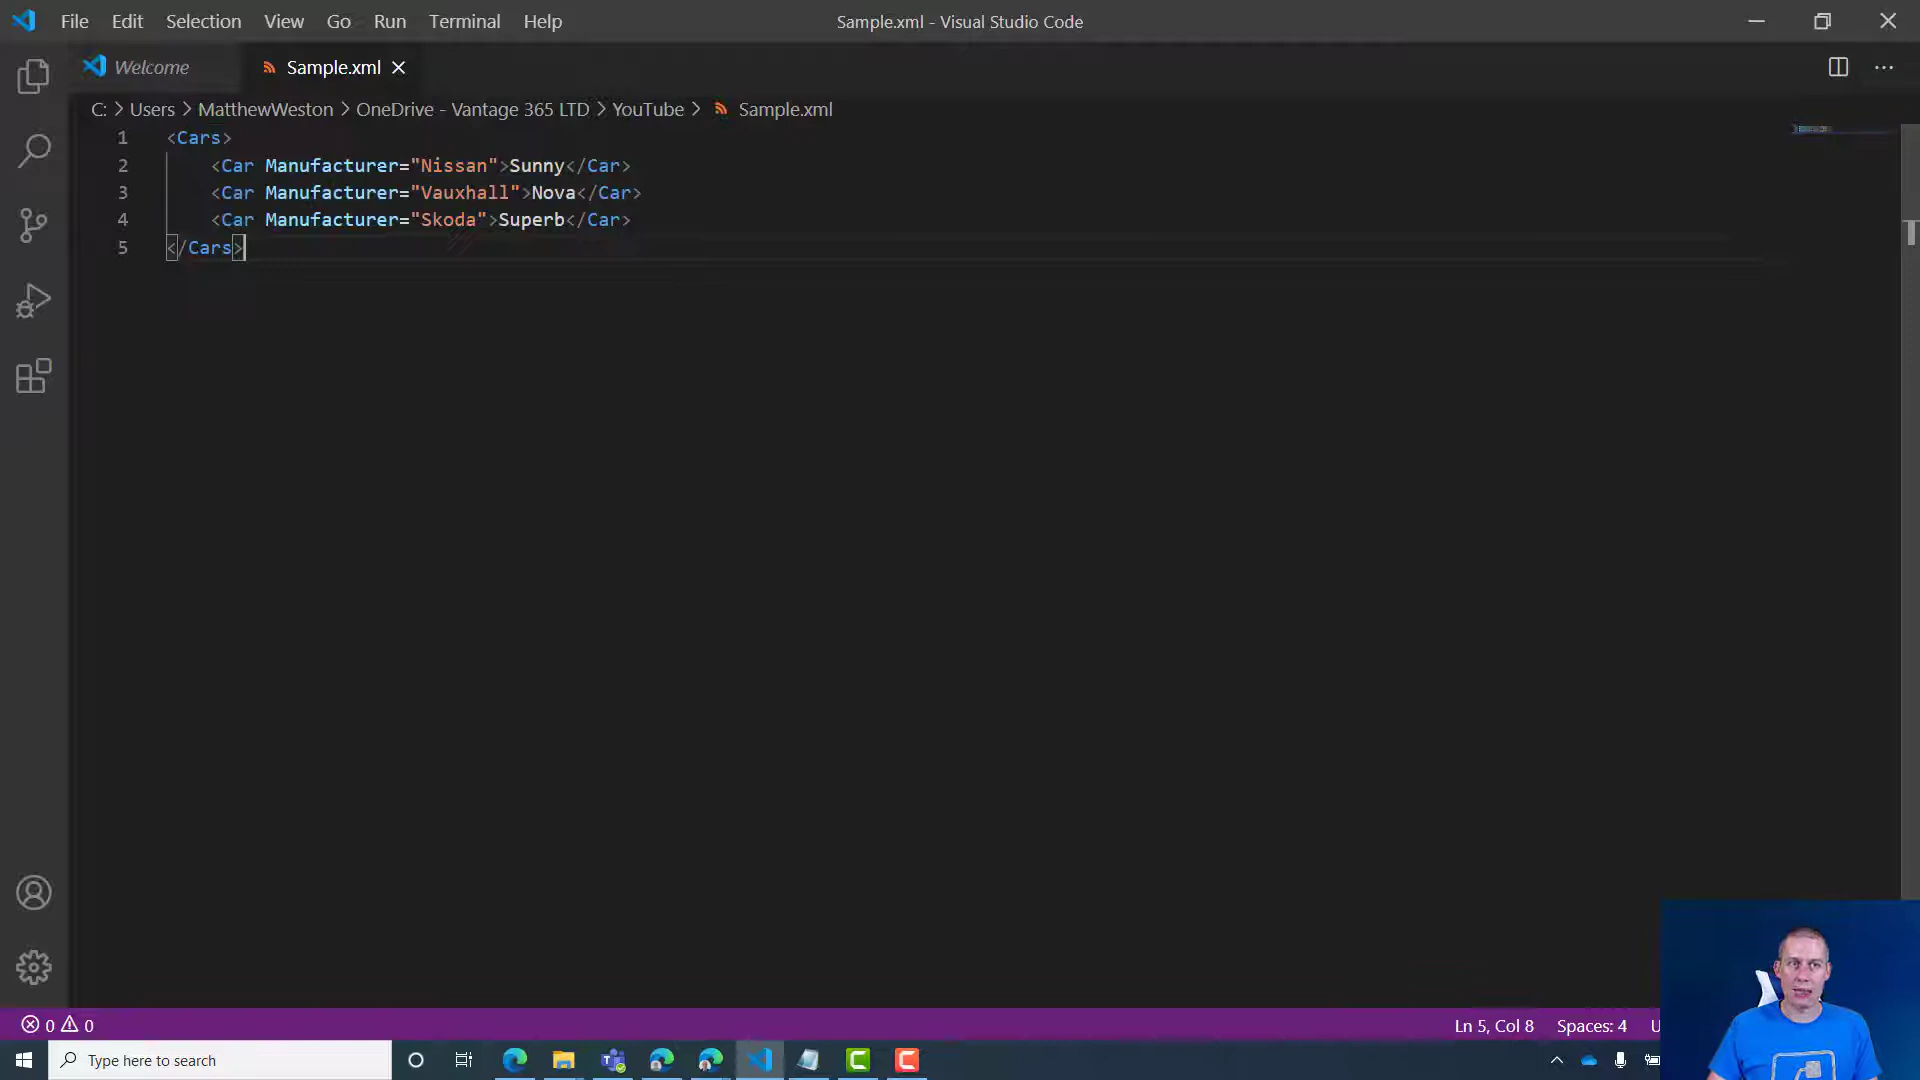 File Edit Selection View Go Run Terminal Help
Sample.xml - Visual Studio Code
Welcome
Sample.xml
C: > Users > MatthewWeston > OneDrive - Vantage 365 LTD > YouTube > Sample.xml
1 <Cars>
2 <Car Manufacturer="Nissan">Sunny</Car>
3 <Car Manufacturer="Vauxhall">Nova</Car>
4 <Car Manufacturer="Skoda">Superb</Car>
5 </Cars>
0 0
Ln 5, Col 8 Spaces: 4 U
Type here to search